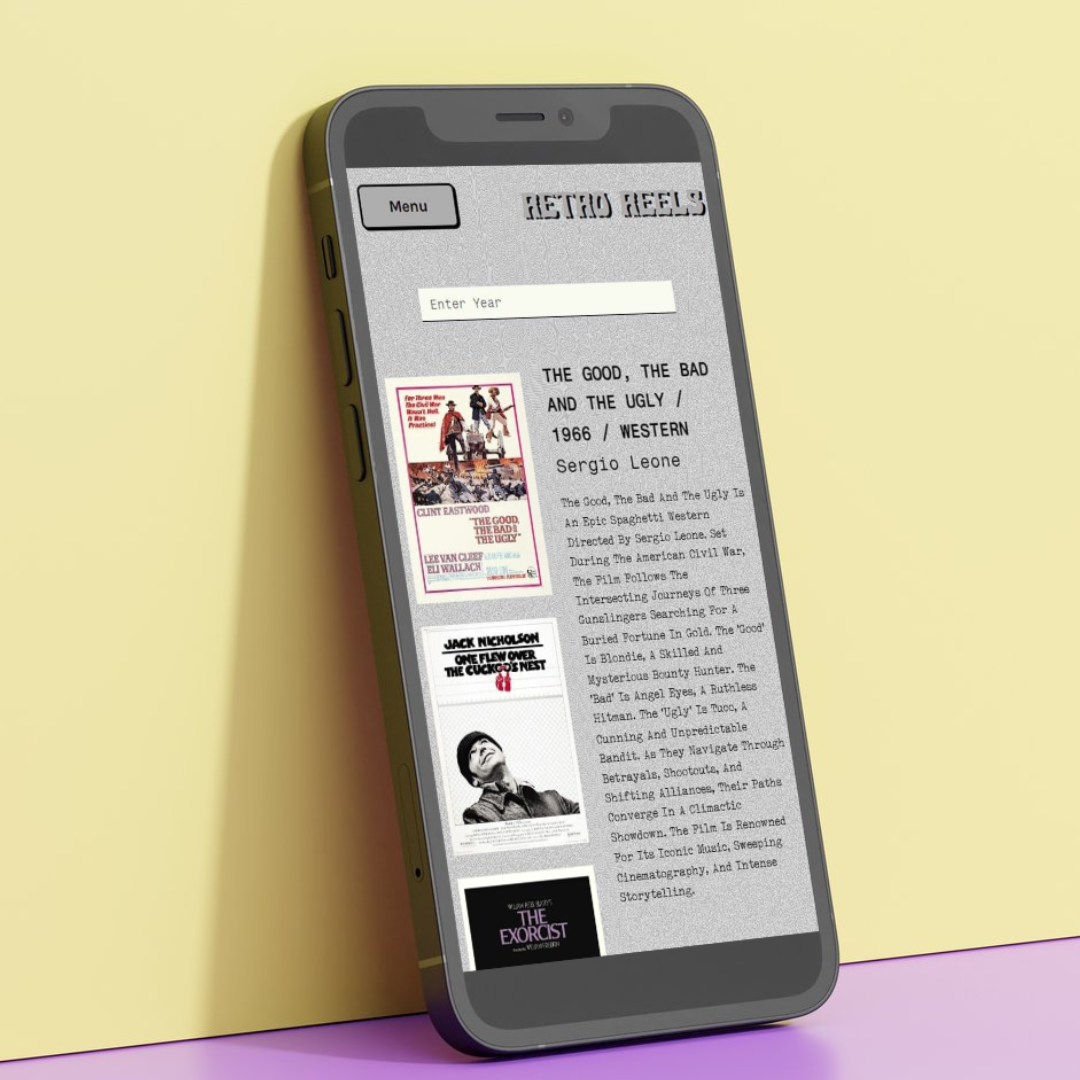 Menu
RETRO REELS
Enter Year
THE GOOD, THE BAD
AND THE UGLY /
1966 / WESTERN
Sergio Leone
The Good, The Bad And The Ugly Is
An Epic Spaghetti Western
Directed By Sergio Leone. Set
During The American Civil War,
The Film Follows The
Intersecting Journeys Of Three
Gunslingers Searching For A
Buried Fortune In Gold. The 'Good'
Is Blondie, A Skilled And
Mysterious Bounty Hunter. The
'Bad' Is Angel Eyes, A Ruthless
Hitman. The 'Ugly' Is Tuco, A
Cunning And Unpredictable
Bandit. As They Navigate Through
Betrayals, Shootouts, And
Shifting Alliances, Their Paths
Converge In A Climactic
Showdown. The Film Is Renowned
For Its Iconic Music, Sweeping
Cinematography, And Intense
Storytelling.
For Three Men
The Civil War
Wasn't Hell.
It Was
Practice!
CLINT EASTWOOD
"THE GOOD,
THE BAD &
THE UGLY"
LEE VAN CLEEF
ELI WALLACH
JACK NICHOLSON
ONE FLEW OVER
THE CUCKOO'S NEST
WILLIAM PETER BLATTY'S
THE
EXORCIST